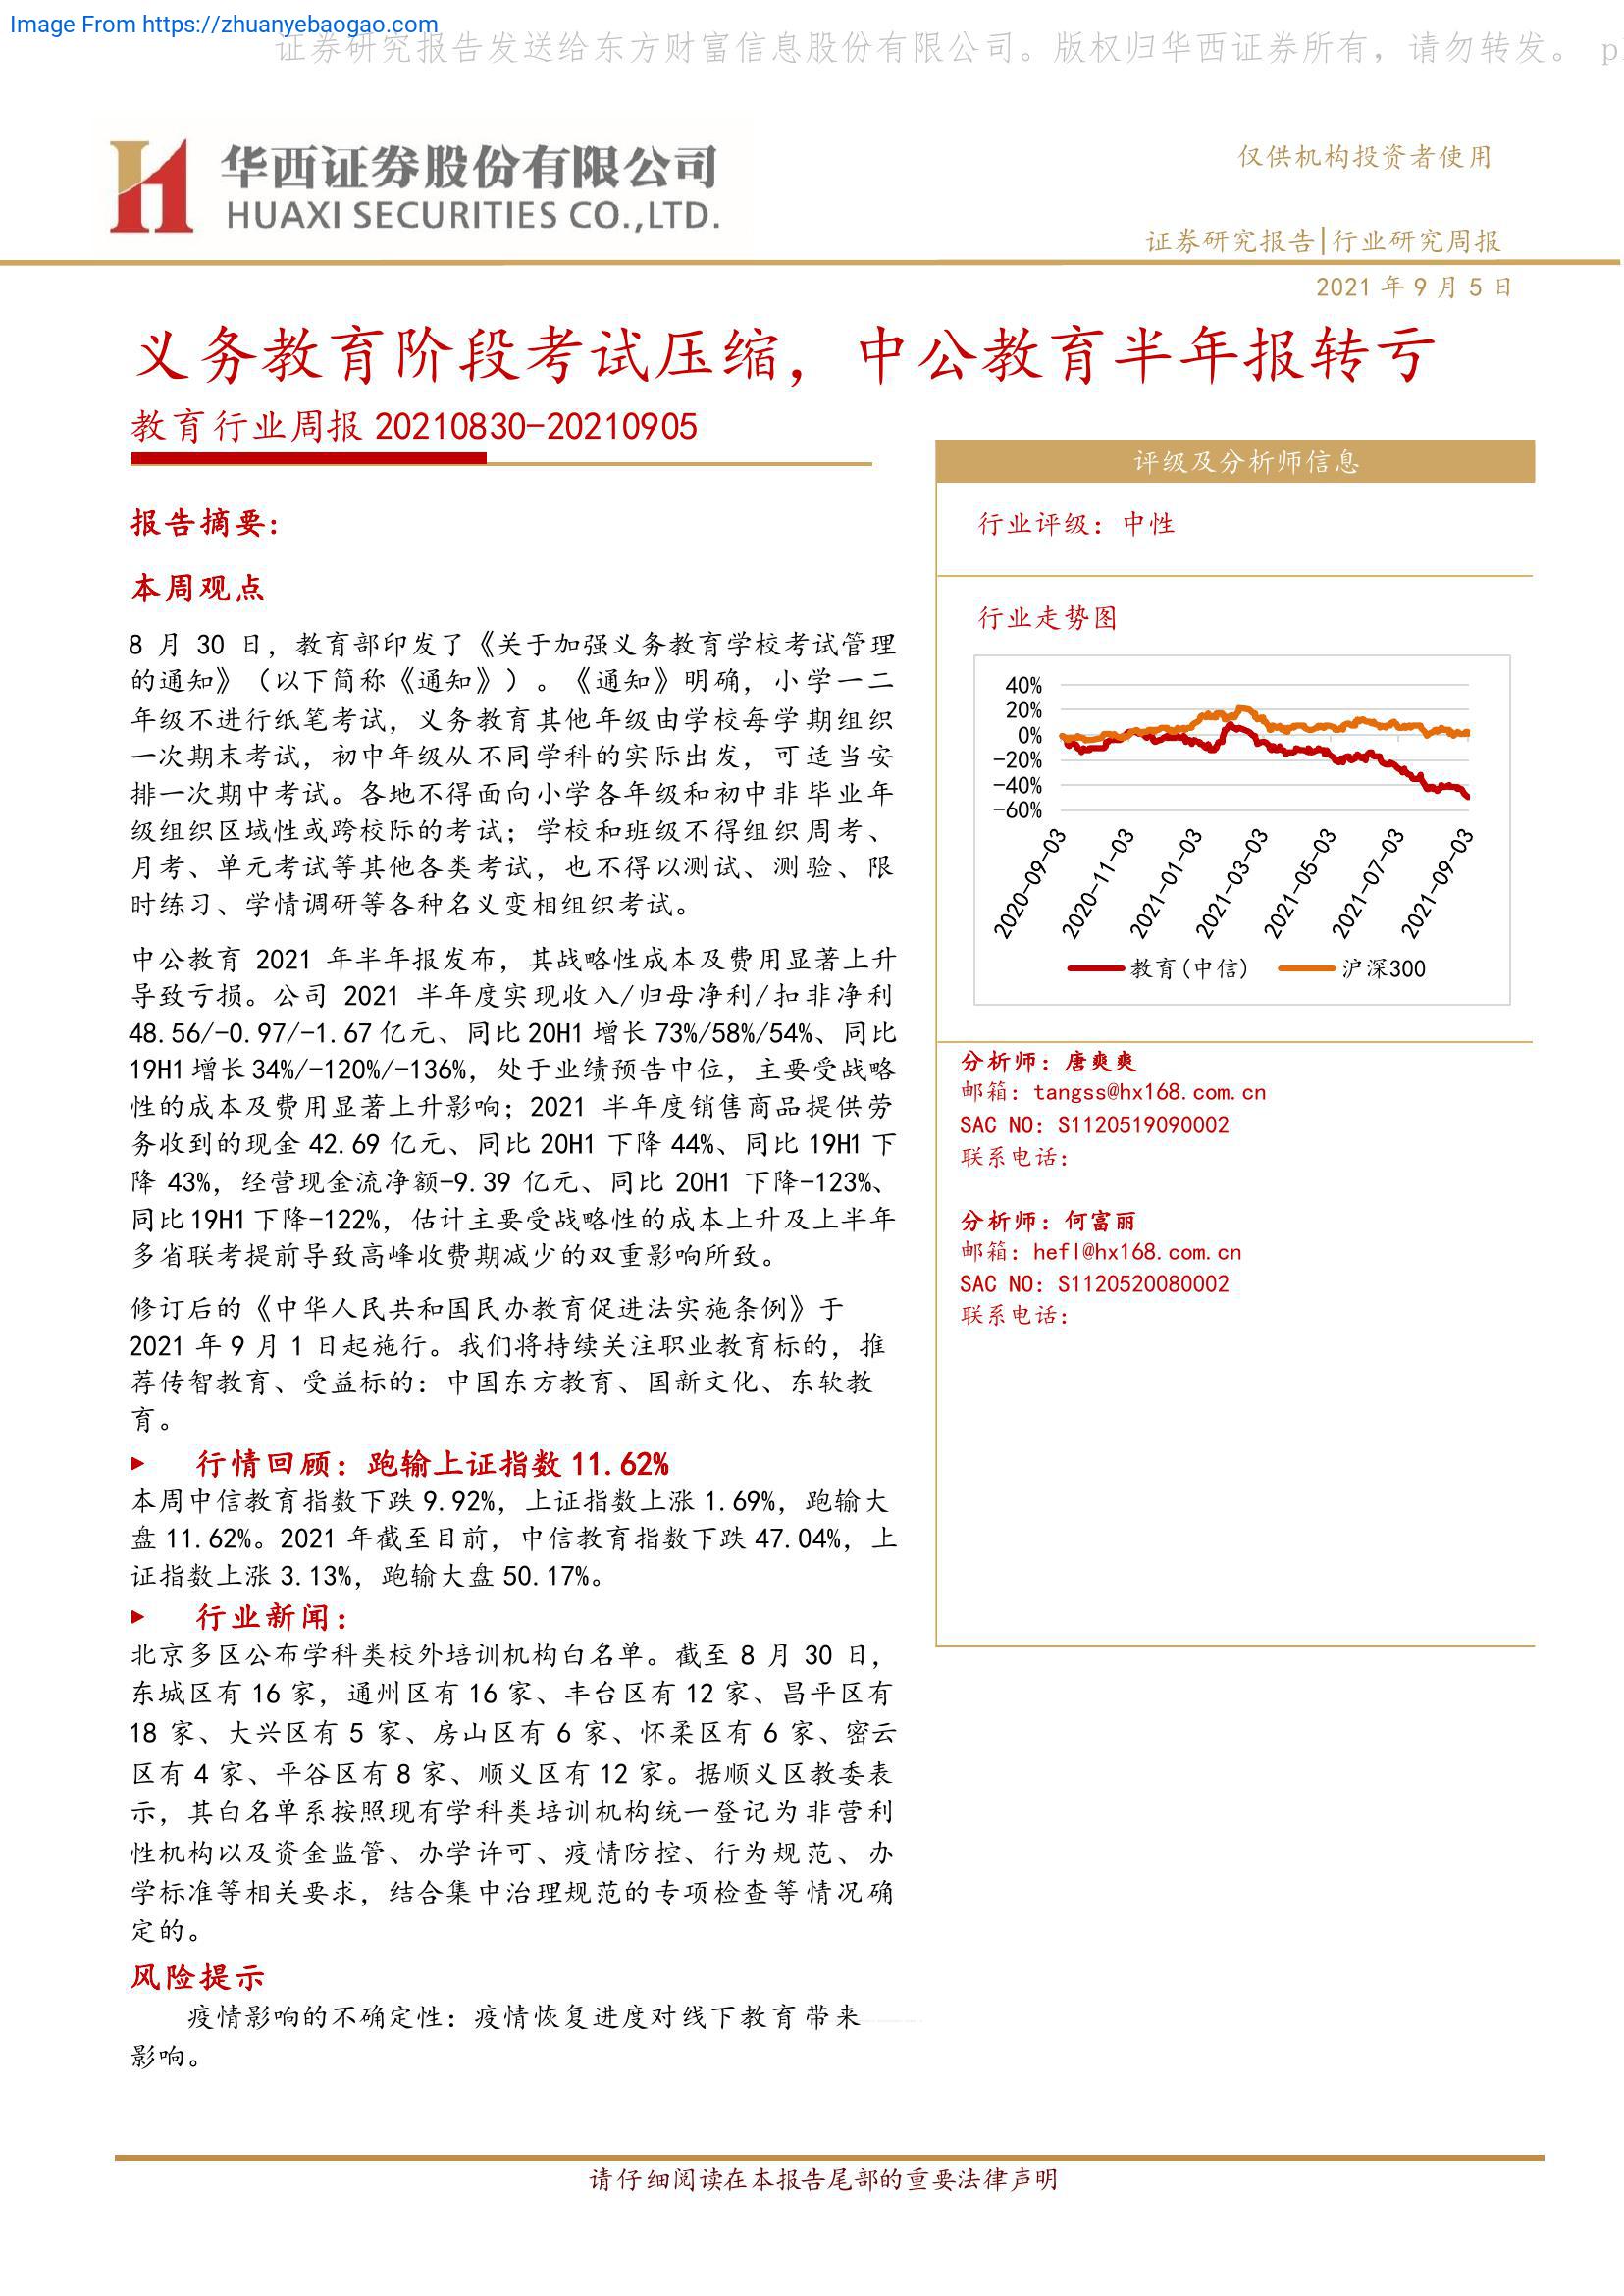 Image From https://zhuanyebaogao.com
证券研究报告发送给东方财富信息股份有限公司。版权归华西证券所有，请勿转发。 p
华西证券股份有限公司
HUAXI SECURITIES CO.,LTD.
仅供机构投资者使用
证券研究报告|行业研究周报
2021 年 9 月 5 日
义务教育阶段考试压缩，中公教育半年报转亏
教育行业周报 20210830-20210905
报告摘要：
本周观点
8 月 30 日，教育部印发了《关于加强义务教育学校考试管理
的通知》（以下简称《通知》）。《通知》明确，小学一二
年级不进行纸笔考试，义务教育其他年级由学校每学期组织
一次期末考试，初中年级从不同学科的实际出发，可适当安
排一次期中考试。各地不得面向小学各年级和初中非毕业年
级组织区域性或跨校际的考试；学校和班级不得组织周考、
月考、单元考试等其他各类考试，也不得以测试、测验、限
时练习、学情调研等各种名义变相组织考试。
中公教育 2021 年半年报发布，其战略性成本及费用显著上升
导致亏损。公司 2021 半年度实现收入/归母净利/扣非净利
48.56/-0.97/-1.67 亿元、同比 20H1 增长 73%/58%/54%、同比
19H1 增长 34%/-120%/-136%，处于业绩预告中位，主要受战略
性的成本及费用显著上升影响；2021 半年度销售商品提供劳
务收到的现金 42.69 亿元、同比 20H1 下降 44%、同比 19H1 下
降 43%，经营现金流净额-9.39 亿元、同比 20H1 下降-123%、
同比 19H1 下降-122%，估计主要受战略性的成本上升及上半年
多省联考提前导致高峰收费期减少的双重影响所致。
修订后的《中华人民共和国民办教育促进法实施条例》于
2021 年 9 月 1 日起施行。我们将持续关注职业教育标的，推
荐传智教育、受益标的：中国东方教育、国新文化、东软教
育。
▶ 行情回顾：跑输上证指数 11.62%
本周中信教育指数下跌 9.92%，上证指数上涨 1.69%，跑输大
盘 11.62%。2021 年截至目前，中信教育指数下跌 47.04%，上
证指数上涨 3.13%，跑输大盘 50.17%。
▶ 行业新闻：
北京多区公布学科类校外培训机构白名单。截至 8 月 30 日，
东城区有 16 家，通州区有 16 家、丰台区有 12 家、昌平区有
18 家、大兴区有 5 家、房山区有 6 家、怀柔区有 6 家、密云
区有 4 家、平谷区有 8 家、顺义区有 12 家。据顺义区教委表
示，其白名单系按照现有学科类培训机构统一登记为非营利
性机构以及资金监管、办学许可、疫情防控、行为规范、办
学标准等相关要求，结合集中治理规范的专项检查等情况确
定的。
风险提示
疫情影响的不确定性：疫情恢复进度对线下教育带来
影响。
评级及分析师信息
行业评级：中性
行业走势图
40%
20%
0%
-20%
-40%
-60%
2020-09-03
2020-11-03
2021-01-03
2021-03-03
2021-05-03
2021-07-03
2021-09-03
教育(中信) 沪深300
分析师：唐爽爽
邮箱：tangss@hx168.com.cn
SAC NO：S1120519090002
联系电话：
分析师：何富丽
邮箱：hefl@hx168.com.cn
SAC NO：S1120520080002
联系电话：
请仔细阅读在本报告尾部的重要法律声明